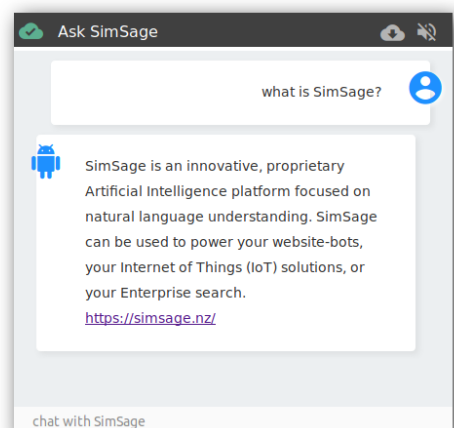 Ask SimSage
what is SimSage?
SimSage is an innovative, proprietary
Artificial Intelligence platform focused on
natural language understanding. SimSage
can be used to power your website-bots,
your Internet of Things (IoT) solutions, or
your Enterprise search.
https://simsage.nz/
chat with SimSage